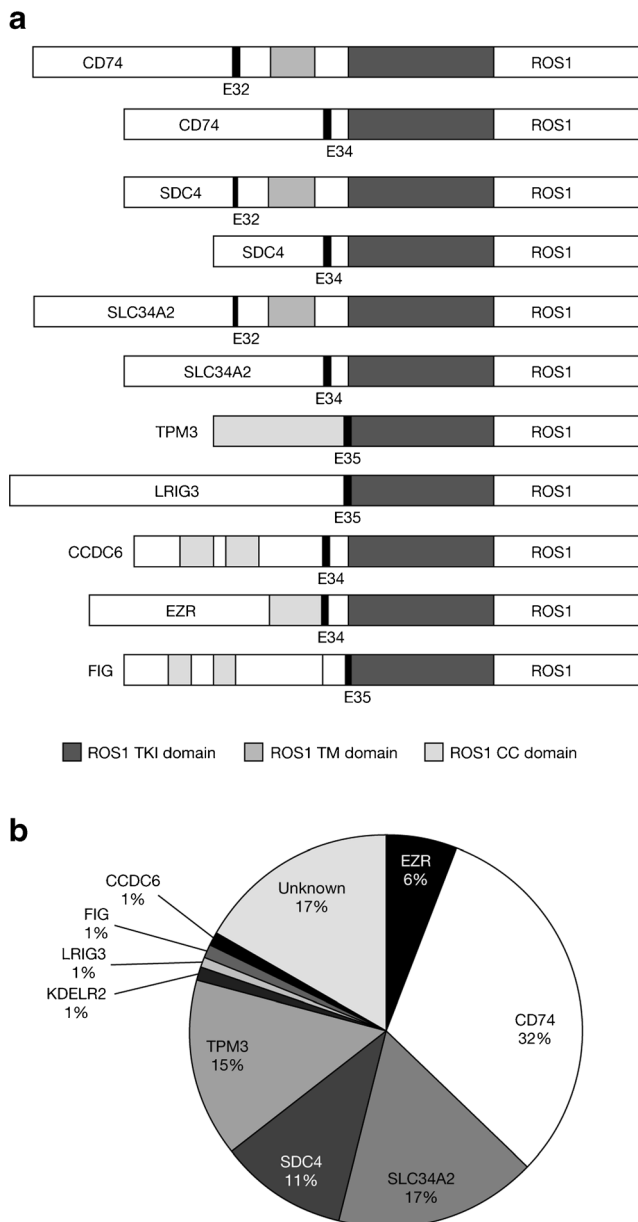 a
CD74 ROS1
E32
CD74 ROS1
E34
SDC4 ROS1
E32
SDC4 ROS1
E34
SLC34A2 ROS1
E32
SLC34A2 ROS1
E34
TPM3 ROS1
E35
LRIG3 ROS1
E35
CCDC6 ROS1
E34
EZR ROS1
E34
FIG ROS1
E35
ROS1 TKI domain ROS1 TM domain ROS1 CC domain
b
EZR
6%
CD74
32%
SLC34A2
17%
SDC4
11%
TPM3
15%
KDELR2
1%
LRIG3
1%
FIG
1%
CCDC6
1%
Unknown
17%